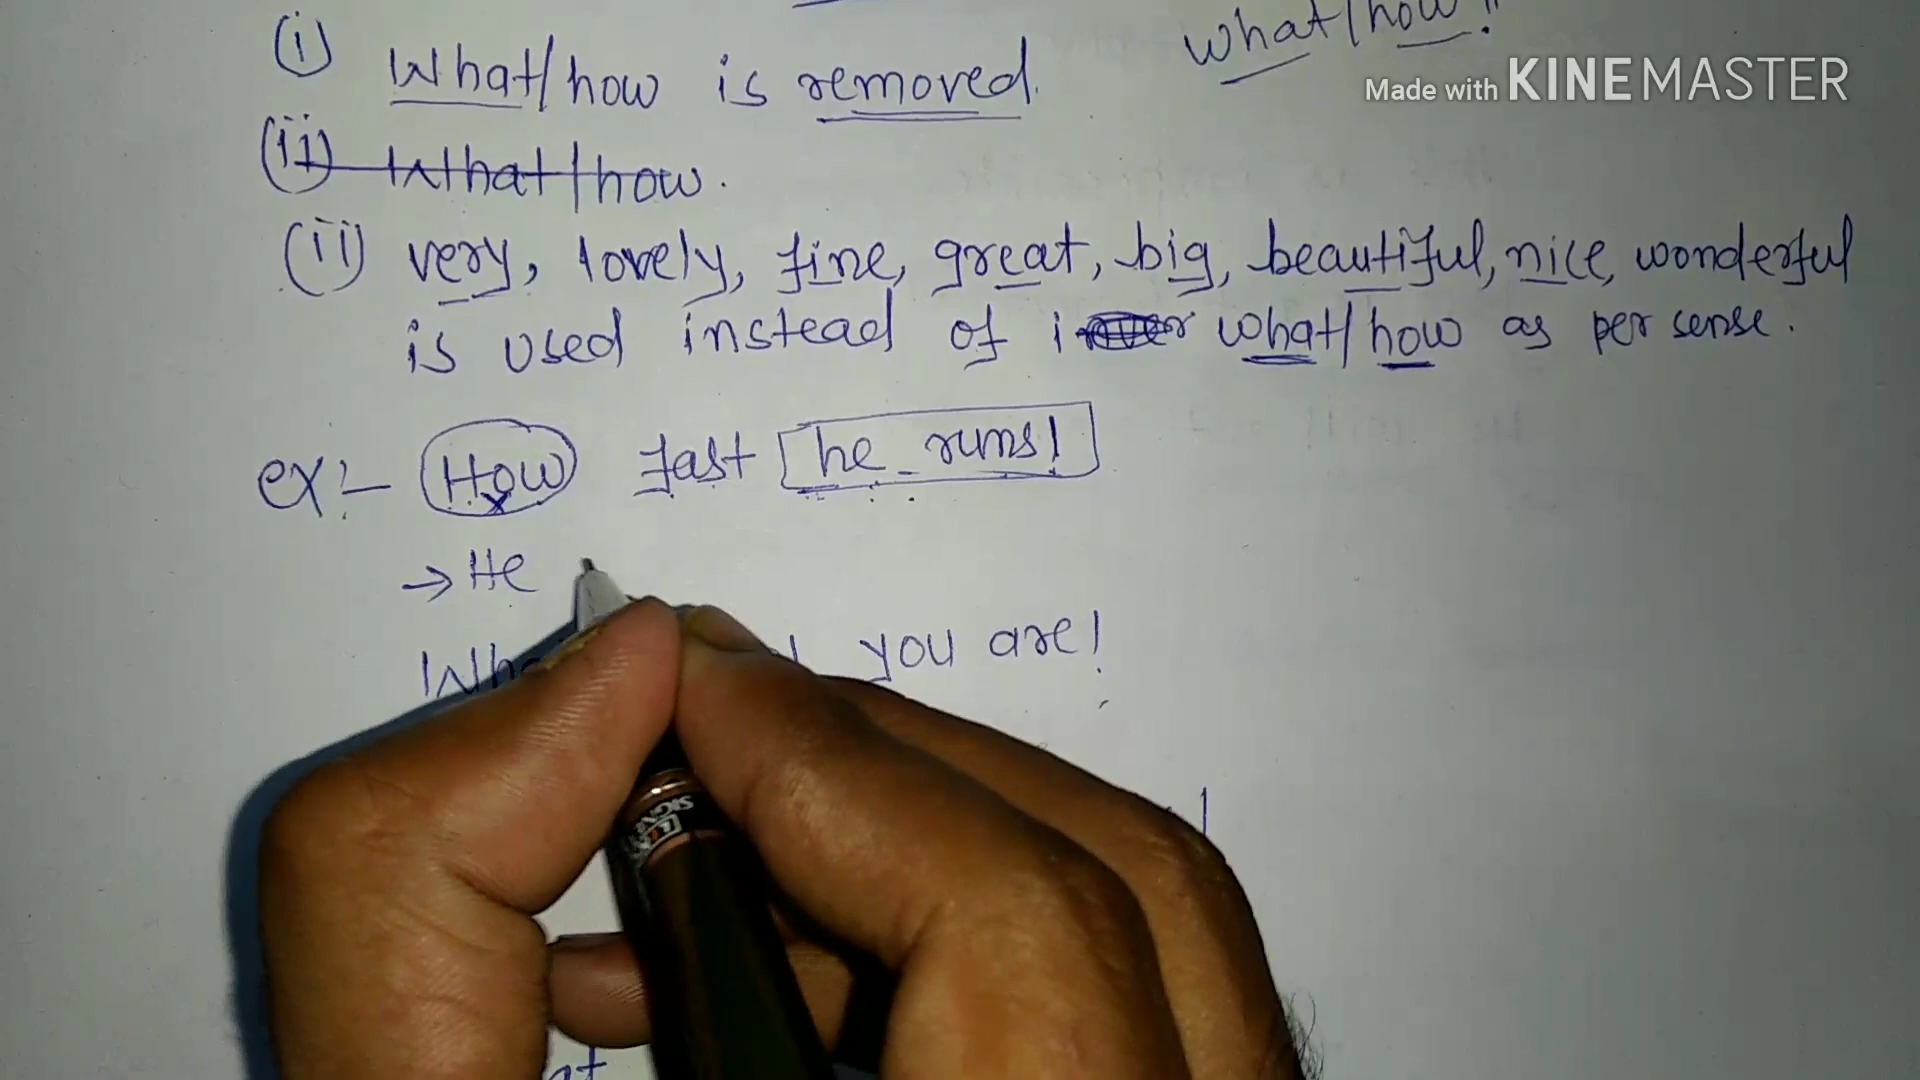 what/how!
Made with KINEMASTER
(i) What/how is removed.
(ii) What/how.
(ii) very, lovely, fine, great, big, beautiful, nice, wonderful
is used instead of what/how as per sense.
ex:- How fast he runs!
→ He
you are!